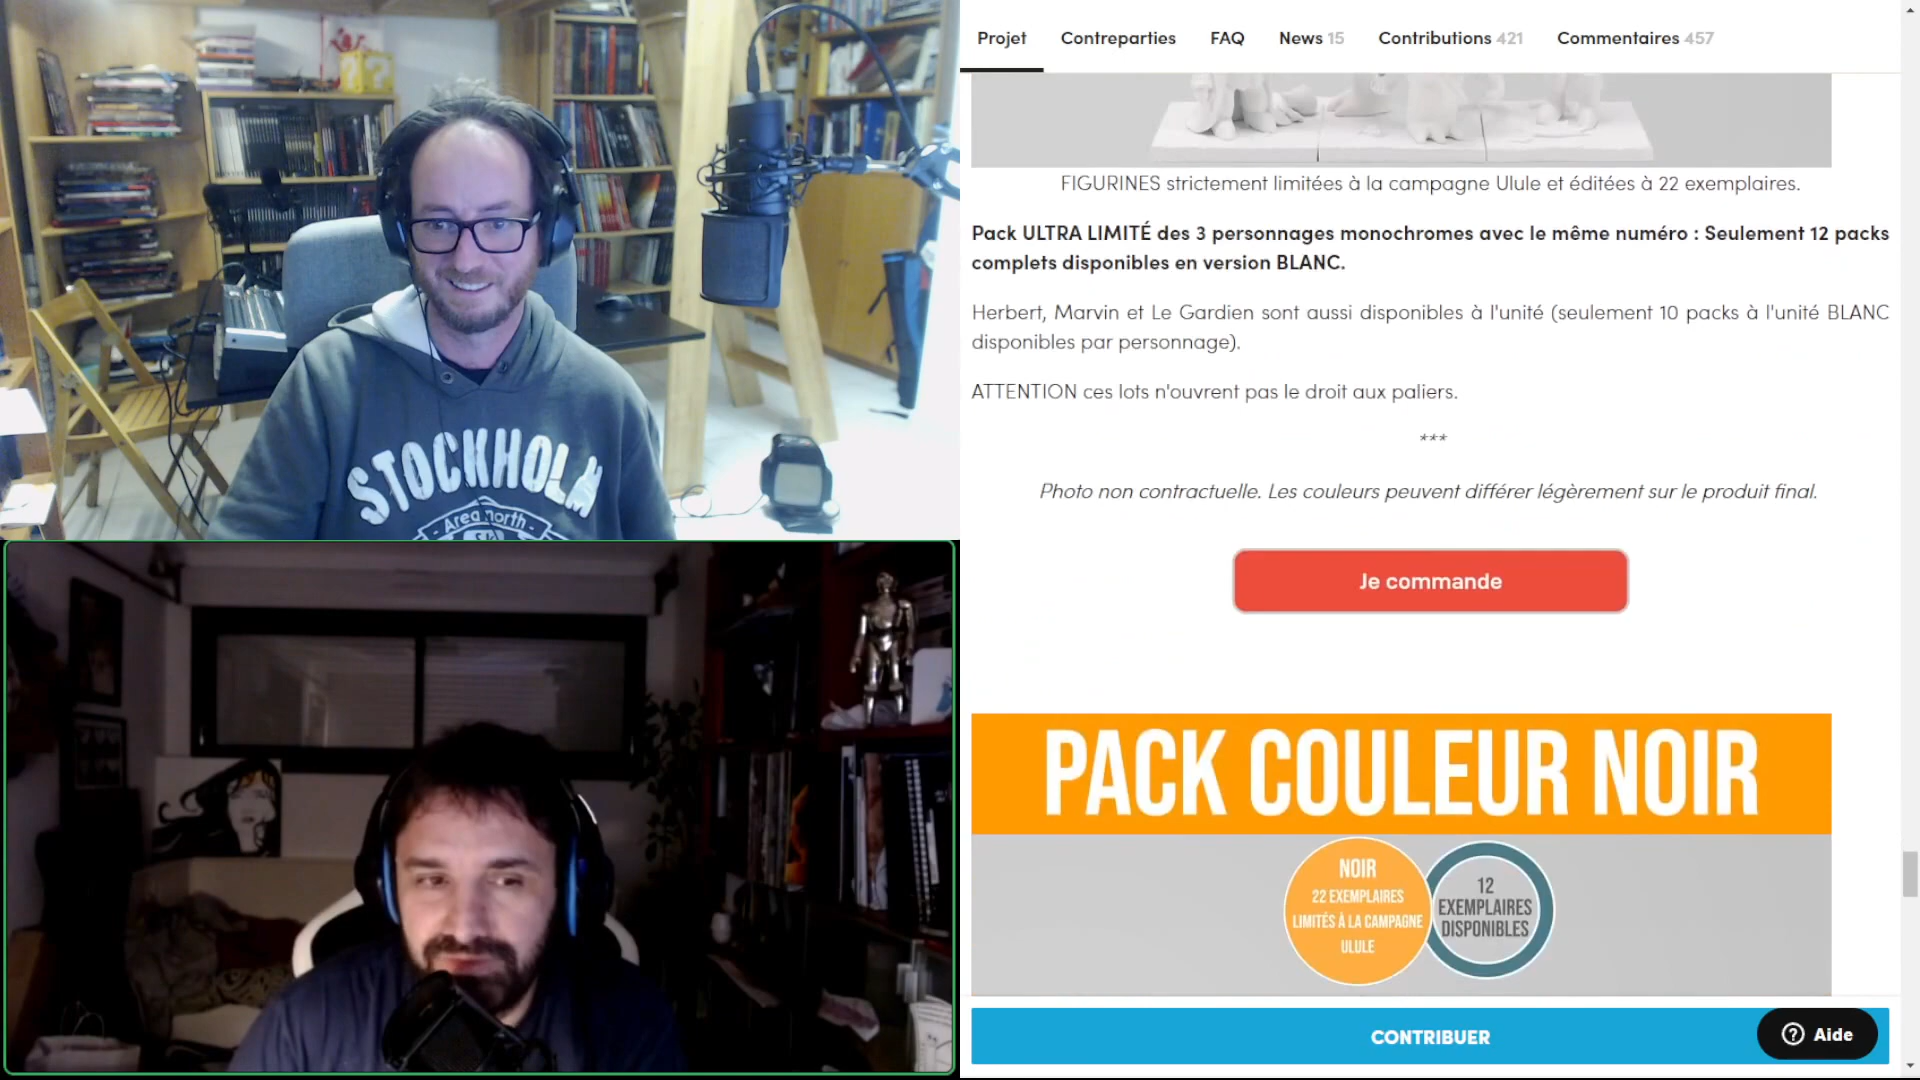 STOCKHOLM
Area north
Projet Contreparties FAQ News 15 Contributions 421 Commentaires 457
FIGURINES strictement limitées à la campagne Ulule et éditées à 22 exemplaires.
Pack ULTRA LIMITÉ des 3 personnages monochromes avec le même numéro : Seulement 12 packs
complets disponibles en version BLANC.
Herbert, Marvin et Le Gardien sont aussi disponibles à l'unité (seulement 10 packs à l'unité BLANC
disponibles par personnage).
ATTENTION ces lots n'ouvrent pas le droit aux paliers.
***
Photo non contractuelle. Les couleurs peuvent différer légèrement sur le produit final.
Je commande
PACK COULEUR NOIR
NOIR
22 EXEMPLAIRES
LIMITÉS À LA CAMPAGNE
ULULE
12
EXEMPLAIRES
DISPONIBLES
CONTRIBUER
Aide